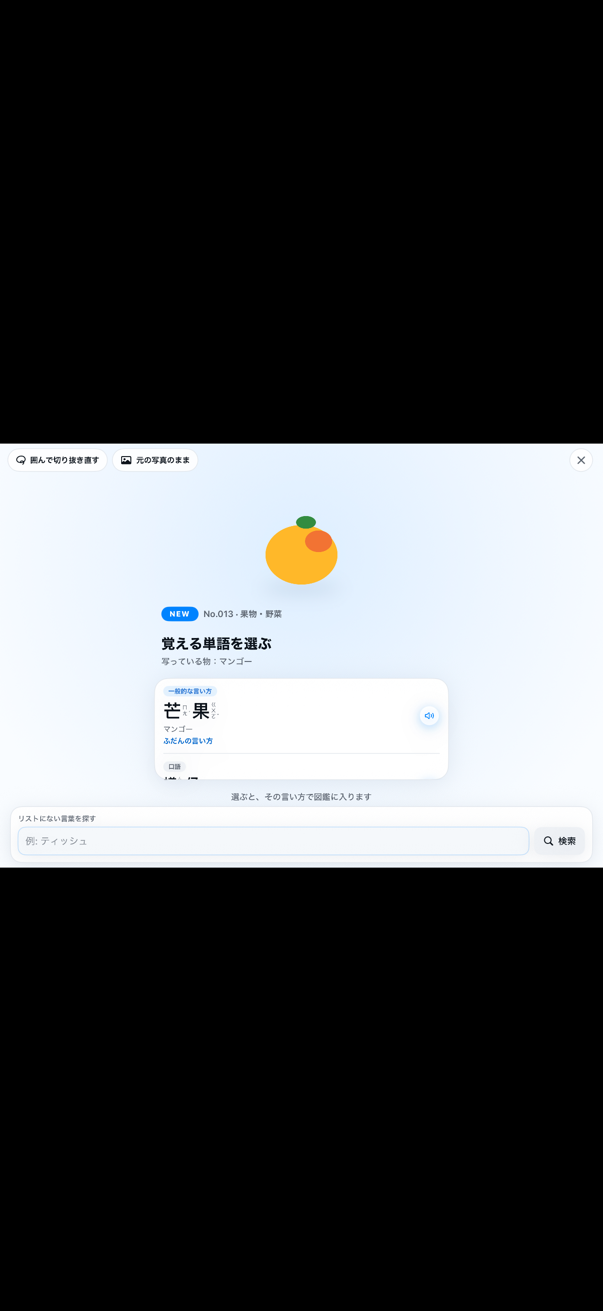 囲んで切り抜き直す
元の写真のまま
NEW No.013・果物・野菜
覚える単語を選ぶ
写っている物：マンゴー
一般的な言い方
芒果
マンゴー
ふだんの言い方
口語
選ぶと、その言い方で図鑑に入ります
リストにない言葉を探す
例: ティッシュ
検索